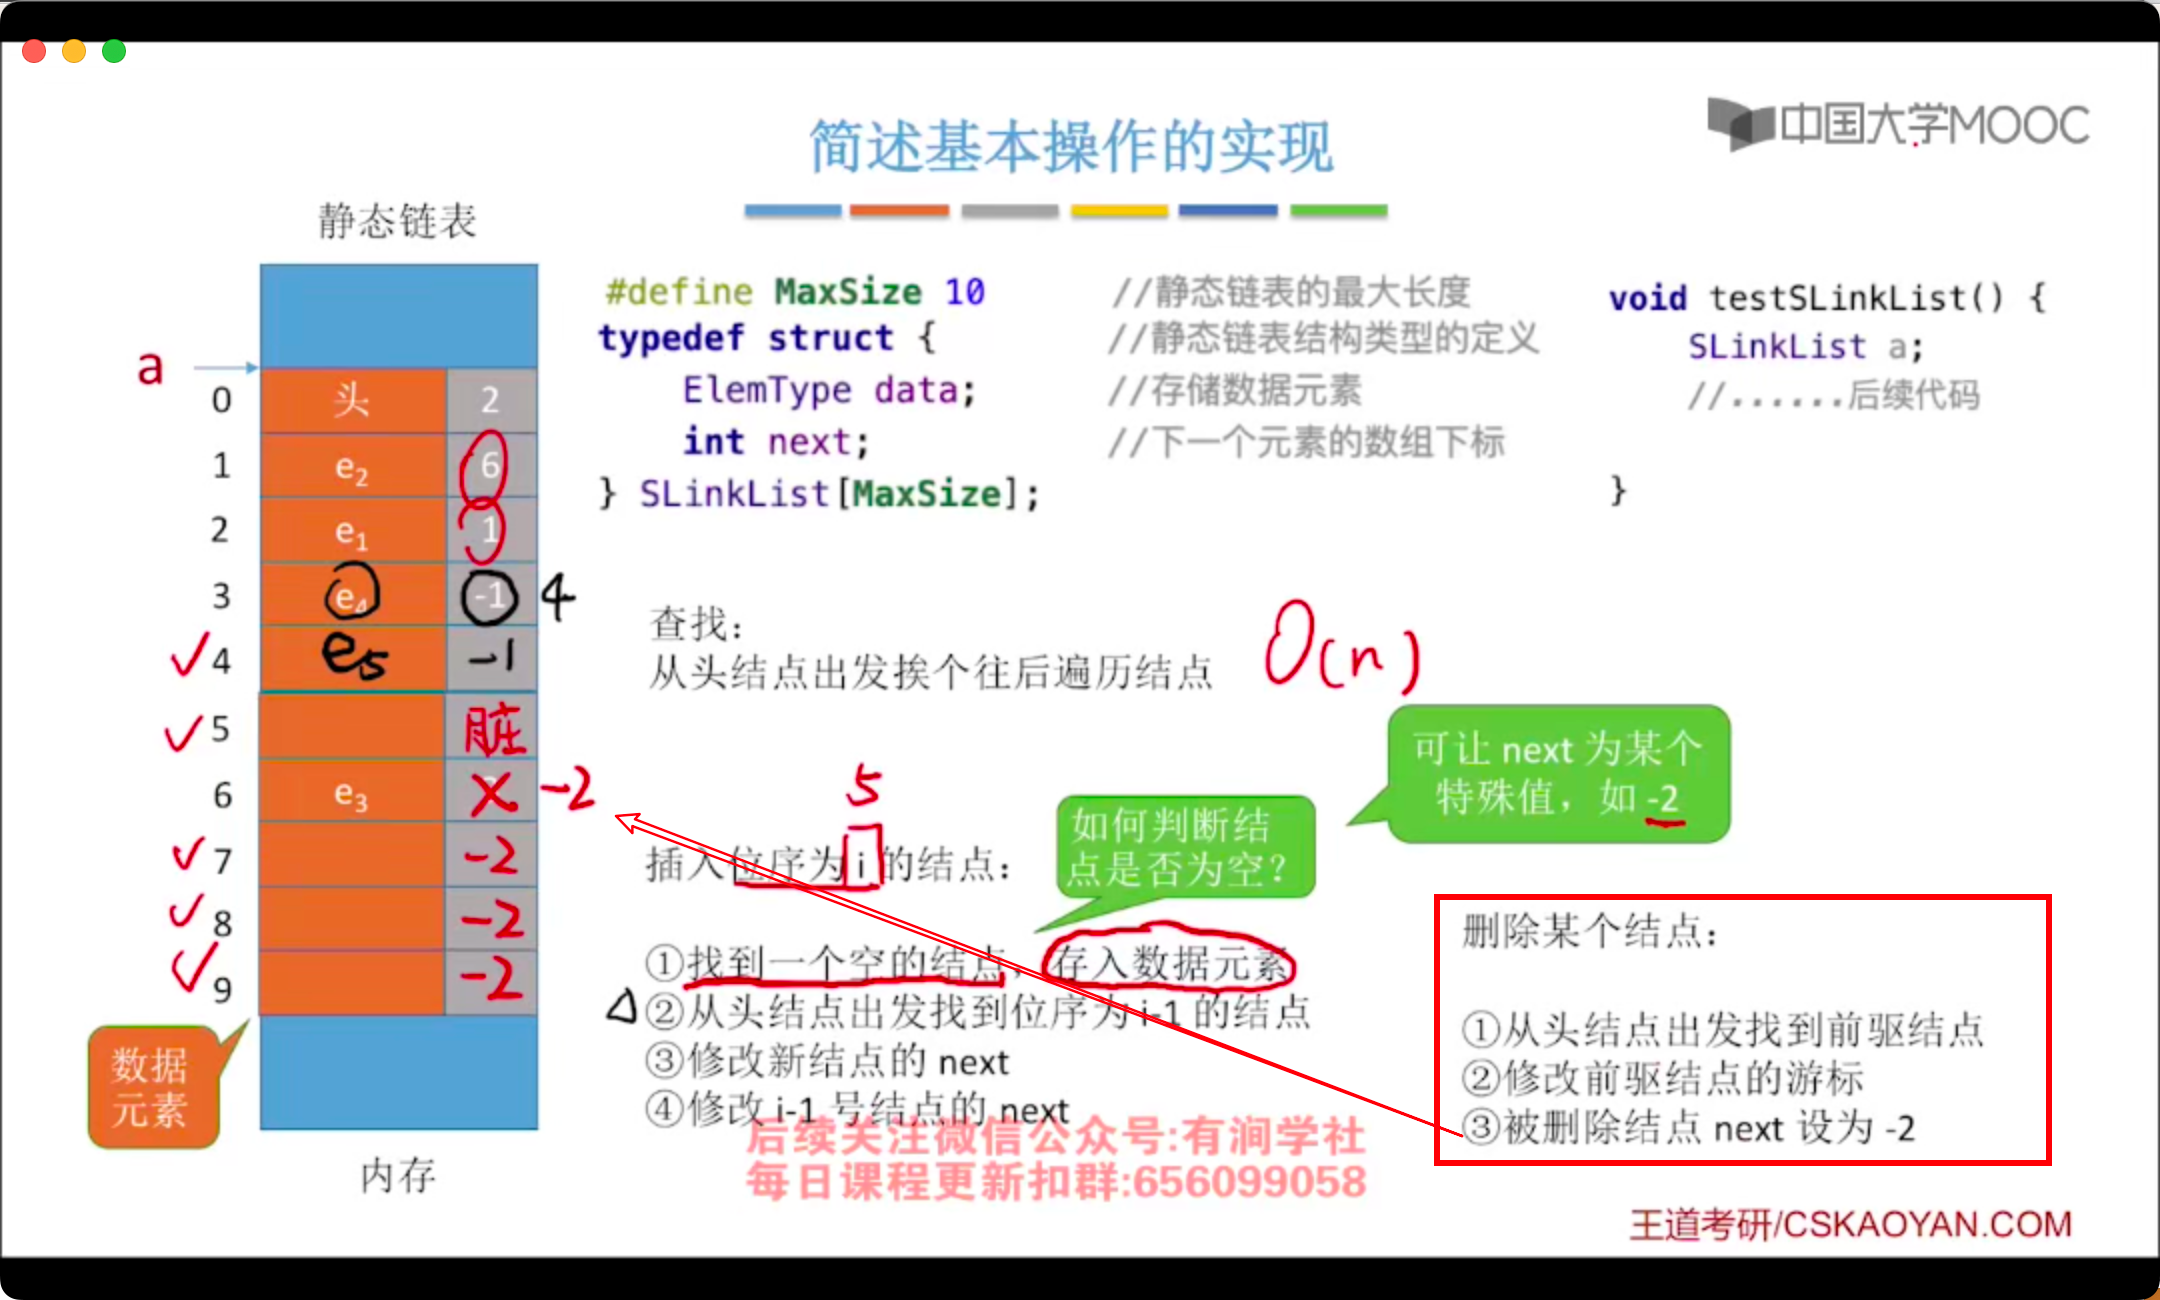 中国大学MOOC
简述基本操作的实现
静态链表
a
0 头 2
1 e2 6
2 e1 1
3 e4 -1 4
4 e5 -1
5 脏
6 e3 -2
7 -2
8 -2
9 -2
数据
元素
内存
#define MaxSize 10 //静态链表的最大长度
typedef struct { //静态链表结构类型的定义
ElemType data; //存储数据元素
int next; //下一个元素的数组下标
} SLinkList[MaxSize];
void testSLinkList() {
SLinkList a;
//......后续代码
}
查找：
从头结点出发挨个往后遍历结点
O(n)
可让 next 为某个
特殊值，如 -2
如何判断结
点是否为空？
5
插入位序为 i 的结点：
①找到一个空的结点，存入数据元素
②从头结点出发找到位序为 i-1 的结点
③修改新结点的 next
④修改 i-1 号结点的 next
删除某个结点：
①从头结点出发找到前驱结点
②修改前驱结点的游标
③被删除结点 next 设为 -2
后续关注微信公众号:有涧学社
每日课程更新扣群:656099058
王道考研/CSKAOYAN.COM